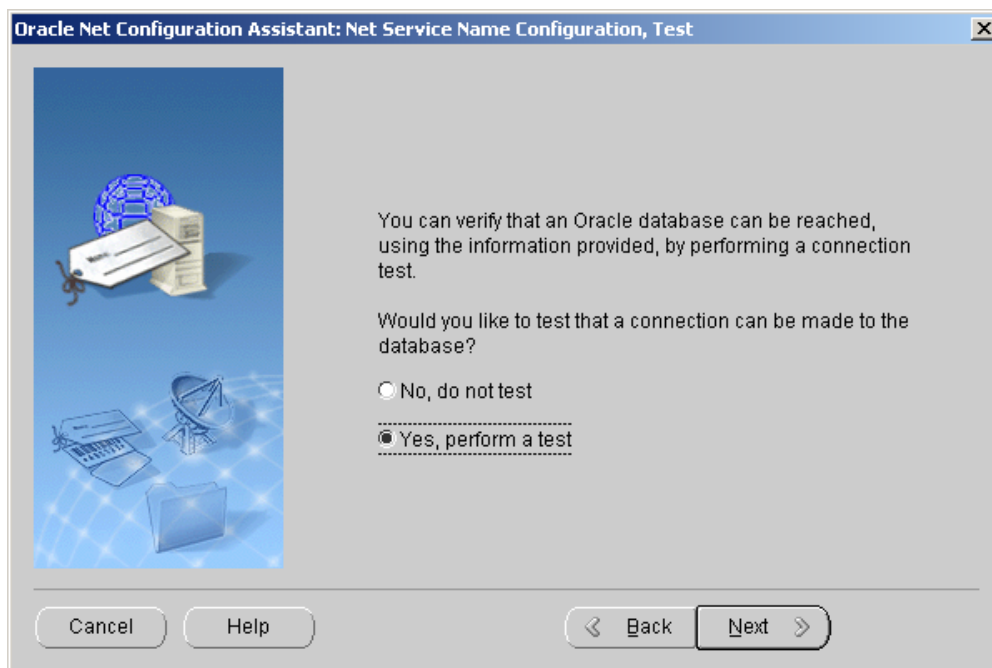 Oracle Net Configuration Assistant: Net Service Name Configuration, Test
You can verify that an Oracle database can be reached,
using the information provided, by performing a connection
test.
Would you like to test that a connection can be made to the
database?
No, do not test
Yes, perform a test
Cancel
Help
Back
Next